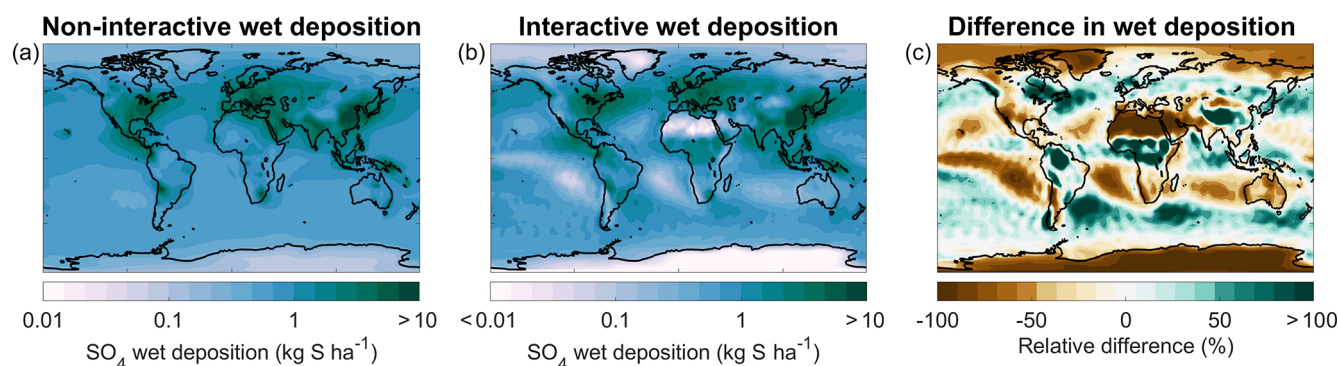 Non-interactive wet deposition
Interactive wet deposition
Difference in wet deposition
(a)
(b)
(c)
0.01 0.1 1 >10
<0.01 0.1 1 >10
-100 -50 0 50 >100
SO₄ wet deposition (kg S ha⁻¹)
SO₄ wet deposition (kg S ha⁻¹)
Relative difference (%)